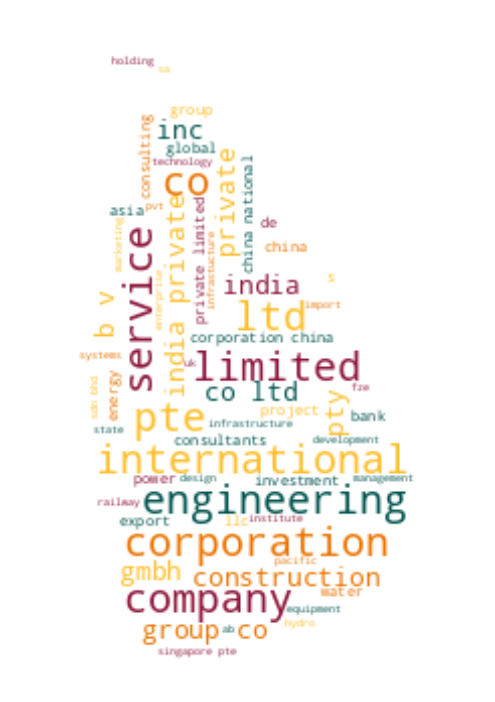 holding
sa
group
consulting
inc
global
technology
co
private
china national
asia
pvt
india private
private limited
infrastucture
de
marketing
service
china
enterprise
b v
india
s
ltd
import
corporation china
systems
uk
limited
energy
sdn bhd
co ltd
fze
pte
project
pty
bank
state
infrastructure
consultants
development
international
power
design
investment
management
engineering
railway
export
llc
institute
corporation
pacific
gmbh
construction
water
company
equipment
group
ab
co
hydro
singapore pte